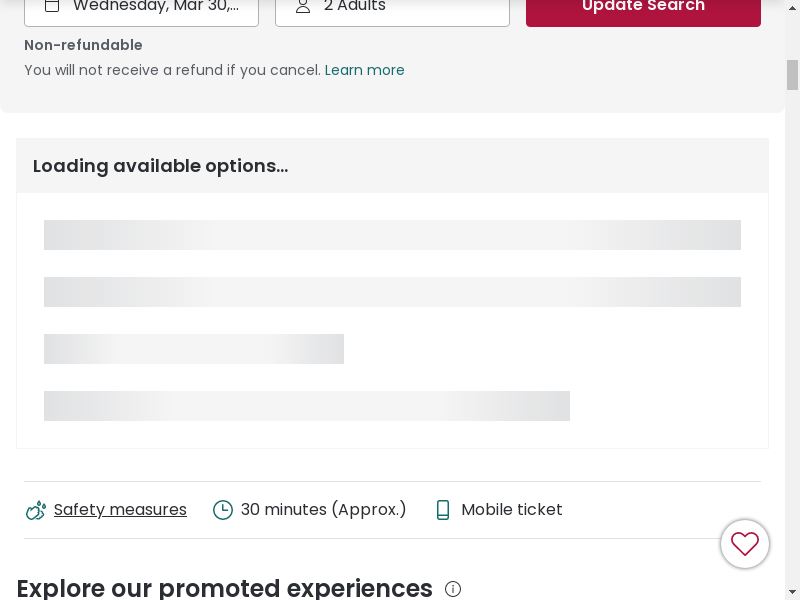 Wednesday, Mar 30,...
2 Adults
Update Search
Non-refundable
You will not receive a refund if you cancel. Learn more
Loading available options...
Safety measures
30 minutes (Approx.)
Mobile ticket
Explore our promoted experiences